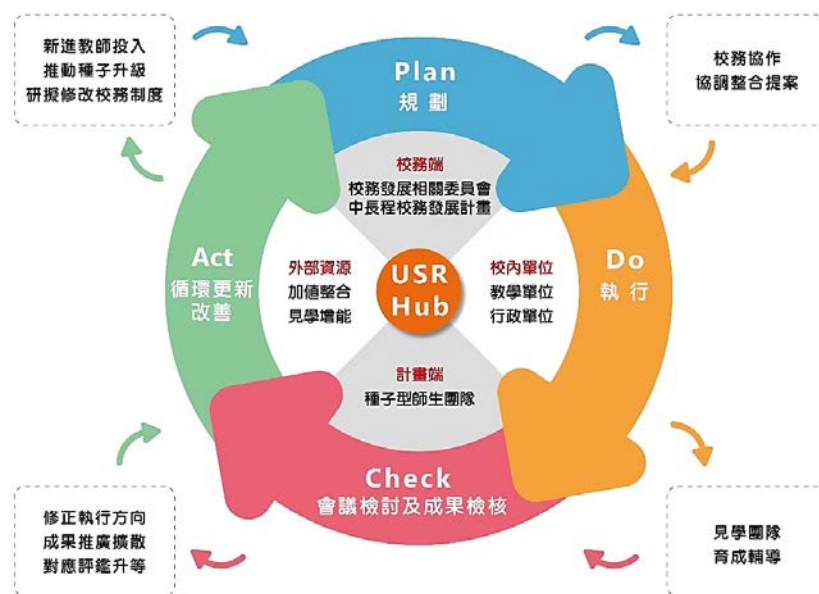 新進教師投入
推動種子升級
研擬修改校務制度
Plan
規劃
校務協作
協調整合提案
校務端
校務發展相關委員會
中長程校務發展計畫
Act
循環更新
改善
外部資源
加值整合
見學增能
USR
Hub
校內單位
教學單位
行政單位
Do
執行
計畫端
種子型師生團隊
Check
會議檢討及成果檢核
修正執行方向
成果推廣擴散
對應評鑑升等
見學團隊
育成輔導